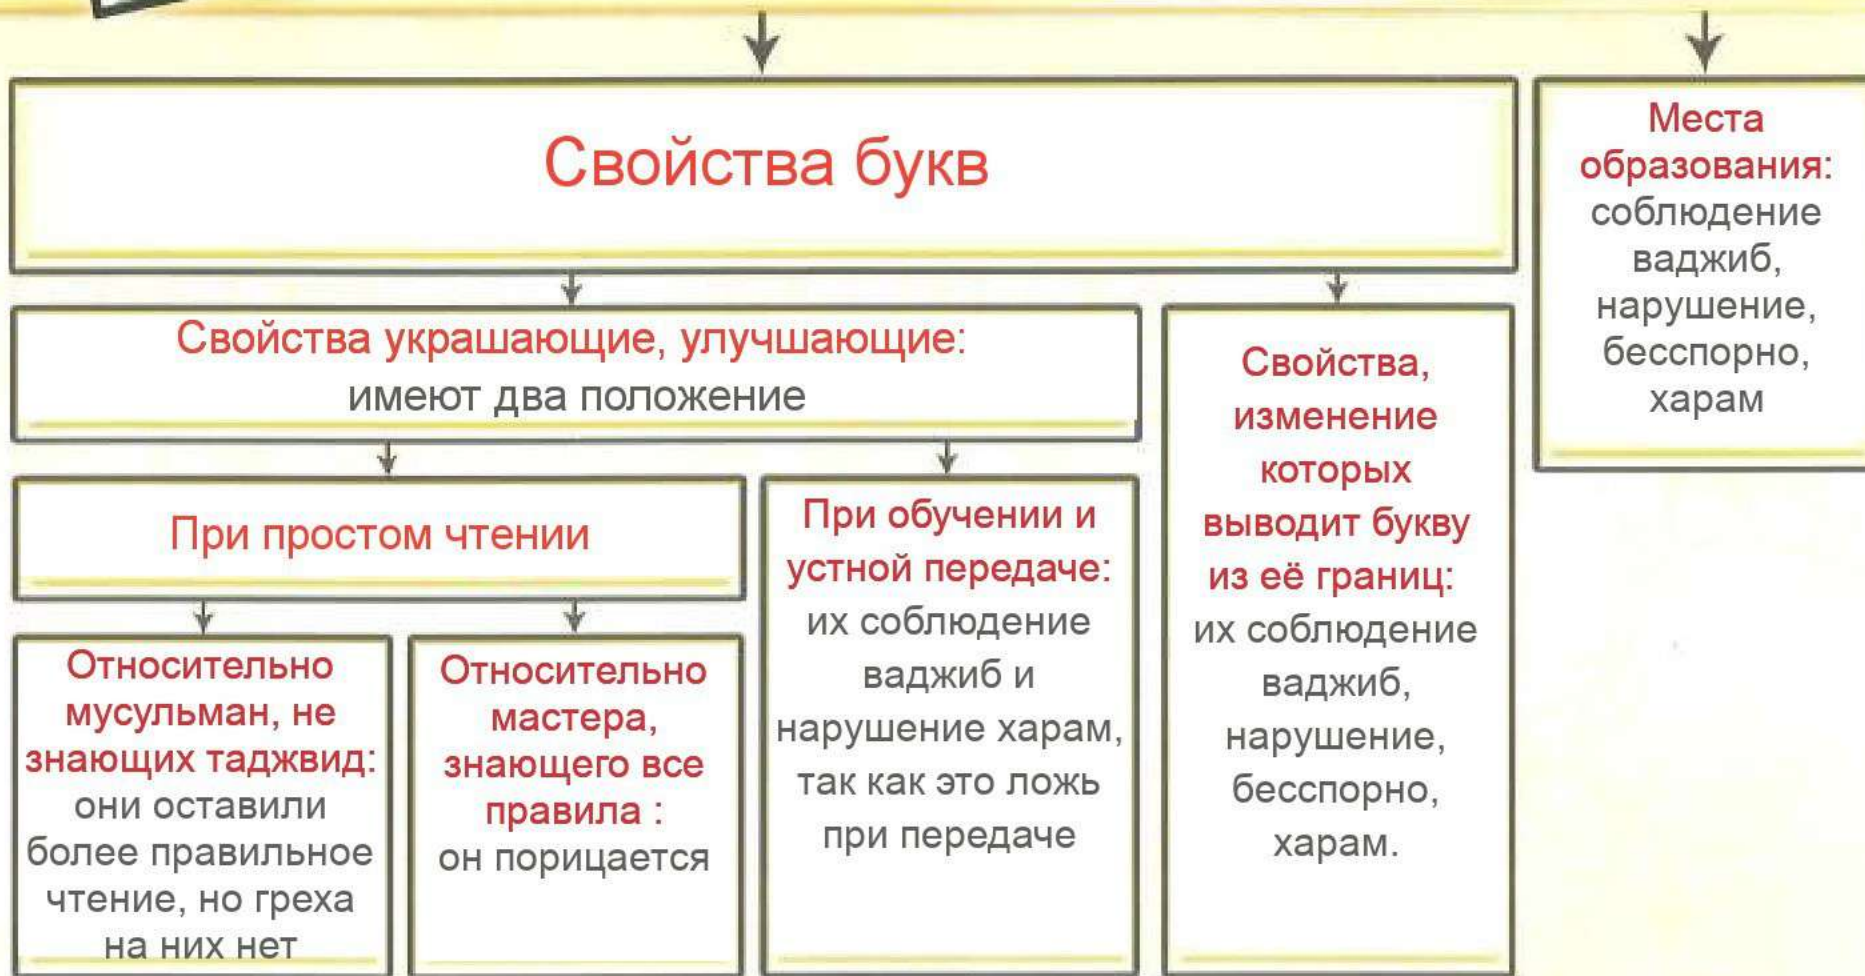 Свойства букв
Места
образования:
соблюдение
ваджиб,
нарушение,
бесспорно,
харам
Свойства украшающие, улучшающие:
имеют два положение
Свойства,
изменение
которых
выводит букву
из её границ:
их соблюдение
ваджиб,
нарушение,
бесспорно,
харам.
При простом чтении
При обучении и
устной передаче:
их соблюдение
ваджиб и
нарушение харам,
так как это ложь
при передаче
Относительно
мусульман, не
знающих таджвид:
они оставили
более правильное
чтение, но греха
на них нет
Относительно
мастера,
знающего все
правила :
он порицается